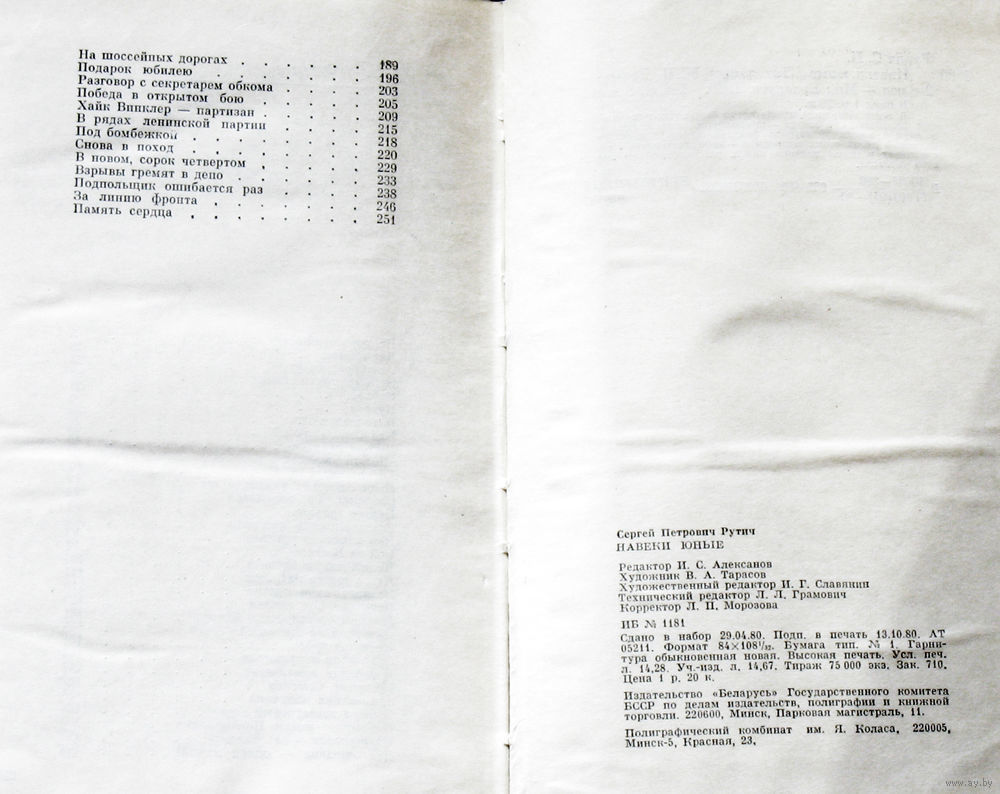 На шоссейных дорогах . . . . . . 189
Подарок юбилею . . . . . . . 196
Разговор с секретарем обкома . . . . 203
Победа в открытом бою . . . . . 205
Хайк Винклер — партизан . . . . . 209
В рядах ленинской партии . . . . 215
Под бомбежкой . . . . . . . 218
Снова в поход . . . . . . . 220
В новом, сорок четвертом . . . . . 229
Взрывы гремят в депо . . . . . . 233
Подпольщик ошибается раз . . . . 238
За линию фронта . . . . . . . 246
Память сердца . . . . . . . 251
Сергей Петрович Рутич
НАВЕКИ ЮНЫЕ
Редактор И. С. Алексанов
Художник В. А. Тарасов
Художественный редактор И. Г. Славянин
Технический редактор Л. Л. Грамович
Корректор Л. П. Морозова
ИБ № 1181
Сдано в набор 29.04.80. Подп. в печать 13.10.80. АТ
05211. Формат 84×108¹/₃₂. Бумага тип. № 1. Гарни-
тура обыкновенная новая. Высокая печать. Усл. печ.
л. 14,28. Уч.-изд. л. 14,67. Тираж 75 000 экз. Зак. 710.
Цена 1 р. 20 к.
Издательство «Беларусь» Государственного комитета
БССР по делам издательств, полиграфии и книжной
торговли. 220600, Минск, Парковая магистраль, 11.
Полиграфический комбинат им. Я. Коласа, 220005,
Минск-5, Красная, 23,
www.ay.by